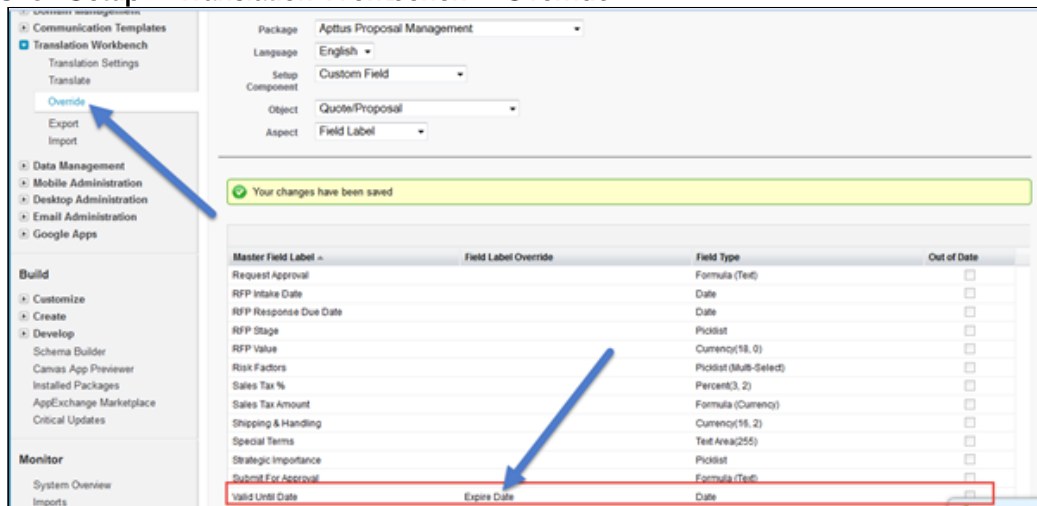 Domain Management
Communication Templates
Translation Workbench
Translation Settings
Translate
Override
Export
Import
Data Management
Mobile Administration
Desktop Administration
Email Administration
Google Apps
Build
Customize
Create
Develop
Schema Builder
Canvas App Previewer
Installed Packages
AppExchange Marketplace
Critical Updates
Monitor
System Overview
Imports
Package Apttus Proposal Management
Language English
Setup Component Custom Field
Object Quote/Proposal
Aspect Field Label
Your changes have been saved
Master Field Label Field Label Override Field Type Out of Date
Request Approval Formula (Text)
RFP Intake Date Date
RFP Response Due Date Date
RFP Stage Picklist
RFP Value Currency(18, 0)
Risk Factors Picklist (Multi-Select)
Sales Tax % Percent(3, 2)
Sales Tax Amount Formula (Currency)
Shipping & Handling Currency(16, 2)
Special Terms Text Area(255)
Strategic Importance Picklist
Submit For Approval Formula (Text)
Valid Until Date Expire Date Date